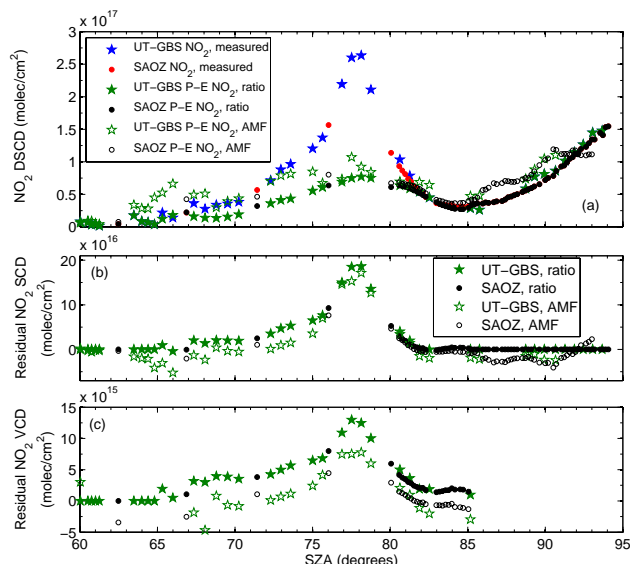 x 10^17
3
2.5
2
1.5
1
0.5
0
NO2 DSCD (molec/cm2)
UT−GBS NO2, measured
SAOZ NO2, measured
UT−GBS P−E NO2, ratio
SAOZ P−E NO2, ratio
UT−GBS P−E NO2, AMF
SAOZ P−E NO2, AMF
(a)
x 10^16
20
10
0
Residual NO2 SCD
(molec/cm2)
(b)
UT−GBS, ratio
SAOZ, ratio
UT−GBS, AMF
SAOZ, AMF
x 10^15
15
10
5
0
−5
Residual NO2 VCD
(molec/cm2)
(c)
60 65 70 75 80 85 90 95
SZA (degrees)